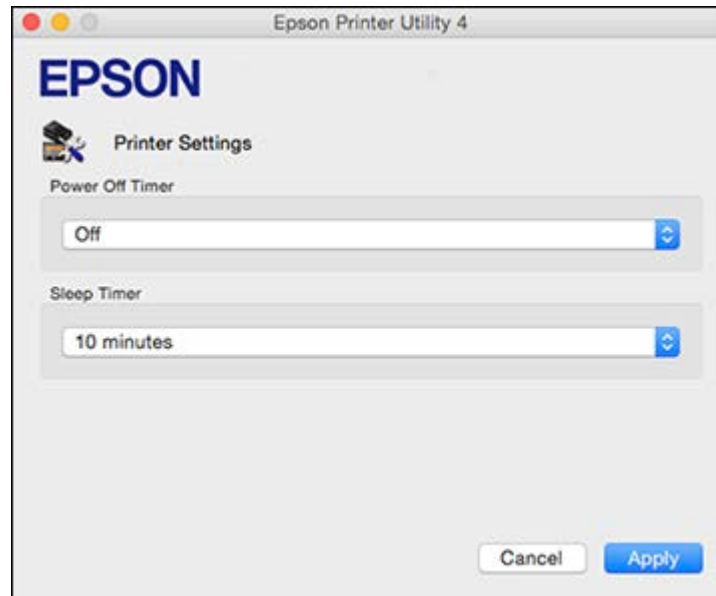 Epson Printer Utility 4
EPSON
Printer Settings
Power Off Timer
Off
Sleep Timer
10 minutes
Cancel Apply